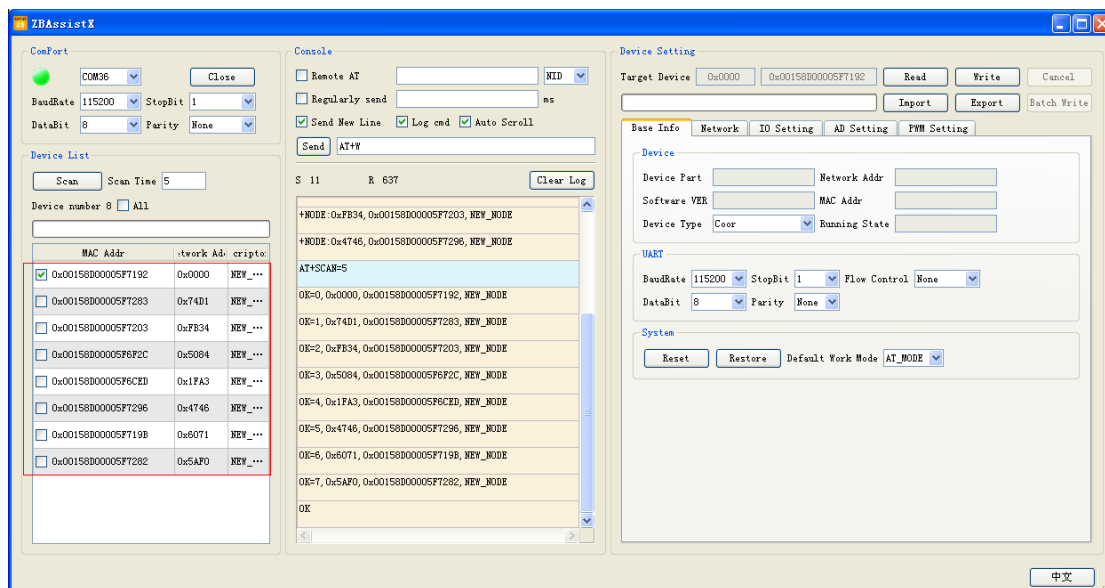 ZBAssistX
ComPort
COM36 Close
BaudRate 115200 StopBit 1
DataBit 8 Parity None
Device List
Scan Scan Time 5
Device number 8 All
MAC Addr :twork Ad criptor
0x00158D00005F7192 0x0000 NEW_...
0x00158D00005F7283 0x74D1 NEW_...
0x00158D00005F7203 0xFB34 NEW_...
0x00158D00005F6F2C 0x5084 NEW_...
0x00158D00005F6CED 0x1FA3 NEW_...
0x00158D00005F7296 0x4746 NEW_...
0x00158D00005F719B 0x6071 NEW_...
0x00158D00005F7282 0x5AF0 NEW_...
Console
Remote AT NID
Regularly send ms
Send New Line Log cmd Auto Scroll
Send AT+W
S 11 R 637 Clear Log
+NODE:0xFB34, 0x00158D00005F7203, NEW_NODE
+NODE:0x4746, 0x00158D00005F7296, NEW_NODE
AT+SCAN=5
OK=0, 0x0000, 0x00158D00005F7192, NEW_NODE
OK=1, 0x74D1, 0x00158D00005F7283, NEW_NODE
OK=2, 0xFB34, 0x00158D00005F7203, NEW_NODE
OK=3, 0x5084, 0x00158D00005F6F2C, NEW_NODE
OK=4, 0x1FA3, 0x00158D00005F6CED, NEW_NODE
OK=5, 0x4746, 0x00158D00005F7296, NEW_NODE
OK=6, 0x6071, 0x00158D00005F719B, NEW_NODE
OK=7, 0x5AF0, 0x00158D00005F7282, NEW_NODE
OK
Device Setting
Target Device 0x0000 0x00158D00005F7192 Read Write Cancel
Import Export Batch Write
Base Info Network IO Setting AD Setting PWM Setting
Device
Device Part Network Addr
Software VER MAC Addr
Device Type Coor Running State
UART
BaudRate 115200 StopBit 1 Flow Control None
DataBit 8 Parity None
System
Reset Restore Default Work Mode AT_MODE
中文